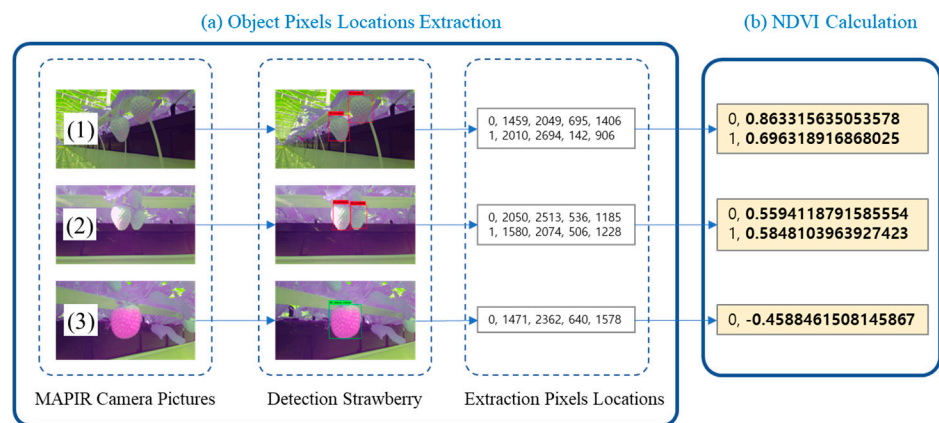 (a) Object Pixels Locations Extraction
(b) NDVI Calculation
(1)
0, 1459, 2049, 695, 1406
1, 2010, 2694, 142, 906
0, 0.863315635053578
1, 0.696318916868025
(2)
0, 2050, 2513, 536, 1185
1, 1580, 2074, 506, 1228
0, 0.55941187915855​54
1, 0.5848103963927423
(3)
0, 1471, 2362, 640, 1578
0, -0.4588461508145867
MAPIR Camera Pictures
Detection Strawberry
Extraction Pixels Locations